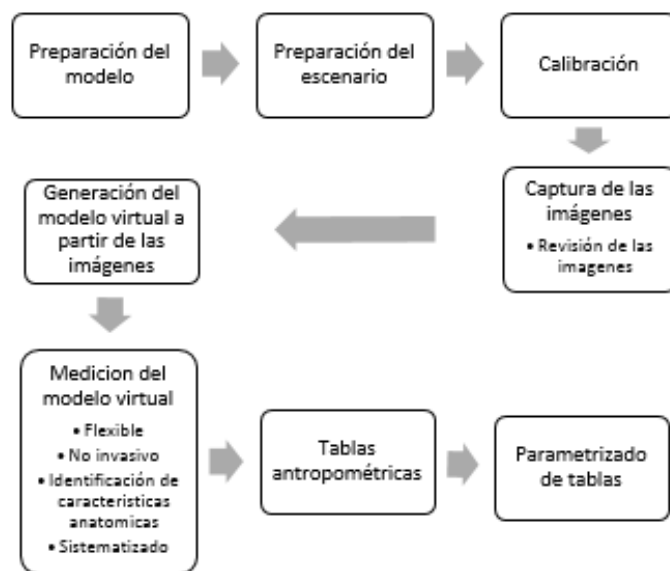 Preparación del
modelo
Preparación del
escenario
Calibración
Captura de las
imágenes
• Revisión de las
imagenes
Generación del
modelo virtual a
partir de las
imágenes
Medicion del
modelo virtual
• Flexible
• No invasivo
• Identificación de
caracteristicas
anatomicas
• Sistematizado
Tablas
antropométricas
Parametrizado
de tablas